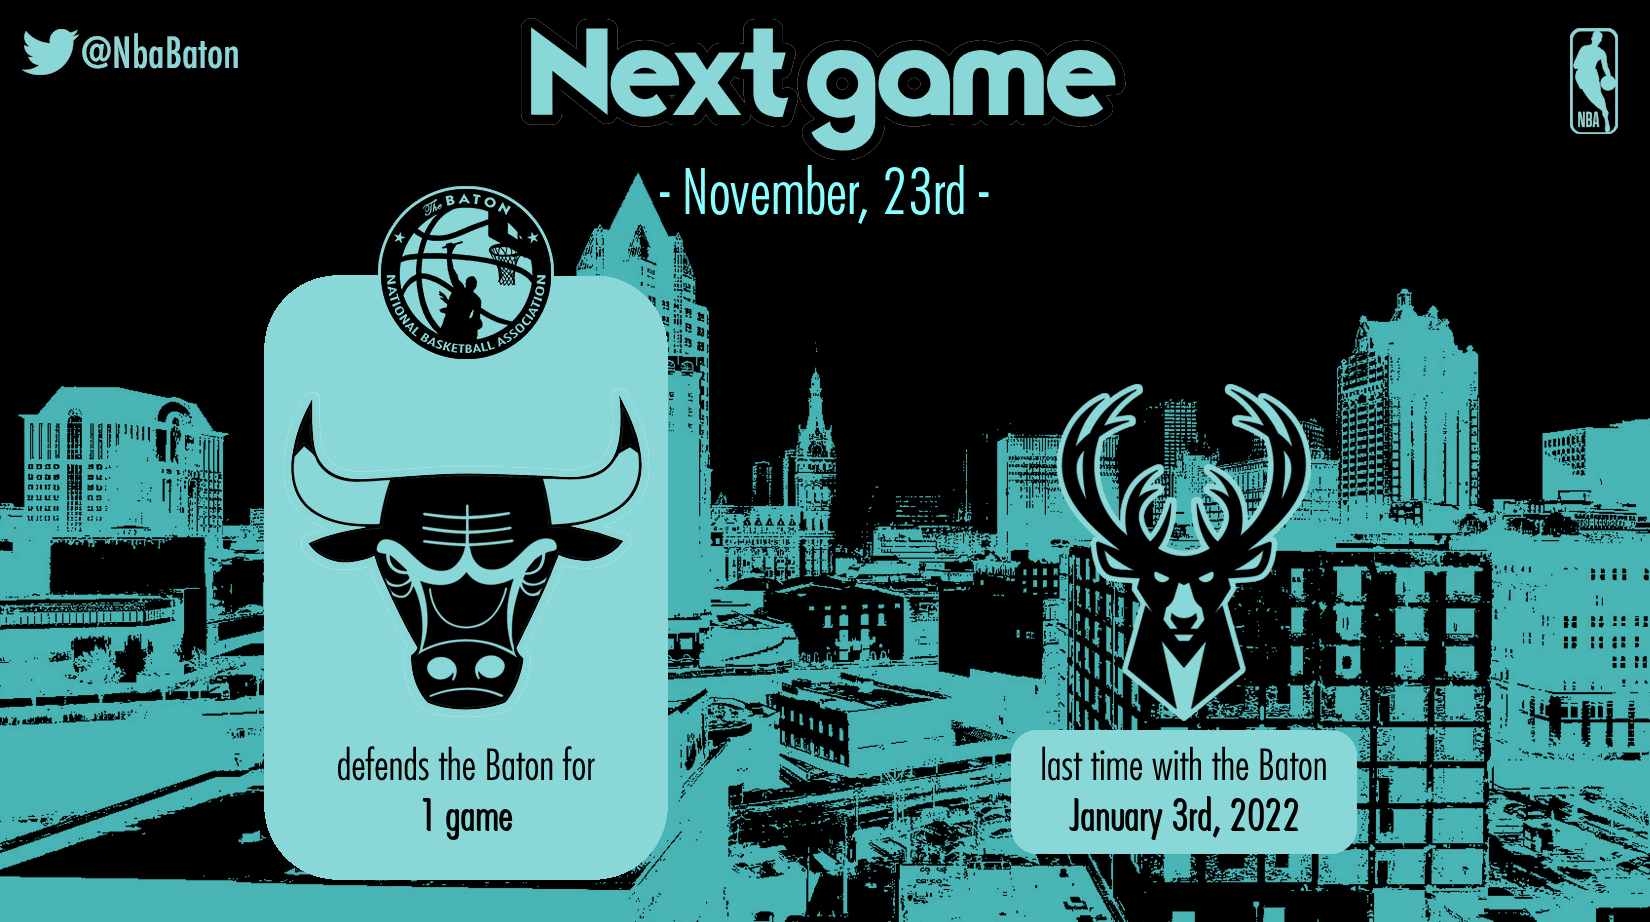 @NbaBaton
Next game
NBA
- November, 23rd -
The BATON
NATIONAL BASKETBALL ASSOCIATION
defends the Baton for
1 game
last time with the Baton
January 3rd, 2022